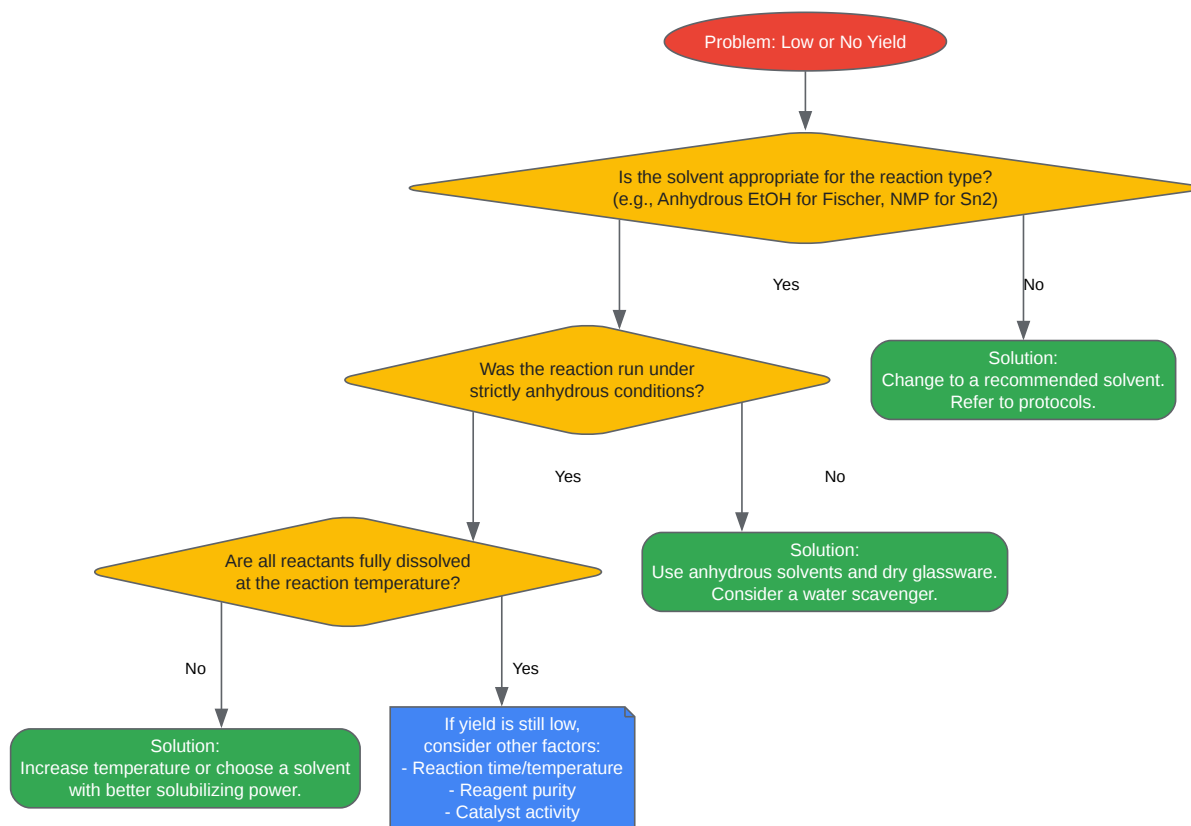 Problem: Low or No Yield
Is the solvent appropriate for the reaction type?
(e.g., Anhydrous EtOH for Fischer, NMP for Sn2)
Yes
No
Was the reaction run under
strictly anhydrous conditions?
Solution:
Change to a recommended solvent.
Refer to protocols.
Yes
No
Are all reactants fully dissolved
at the reaction temperature?
Solution:
Use anhydrous solvents and dry glassware.
Consider a water scavenger.
No
Yes
Solution:
Increase temperature or choose a solvent
with better solubilizing power.
If yield is still low,
consider other factors:
- Reaction time/temperature
- Reagent purity
- Catalyst activity